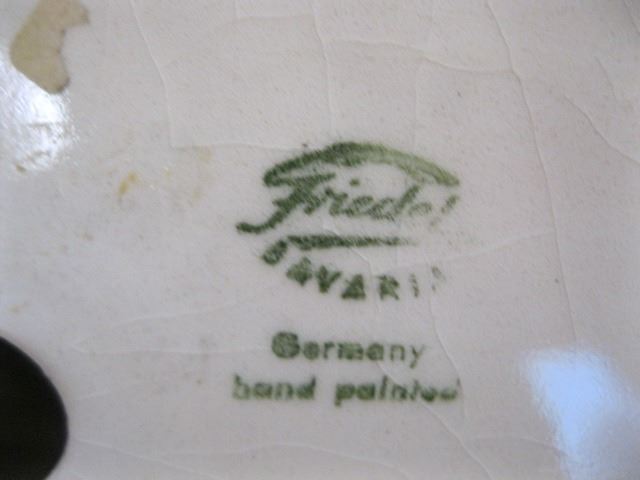 Friedel
BAVARIA
Germany
hand painted